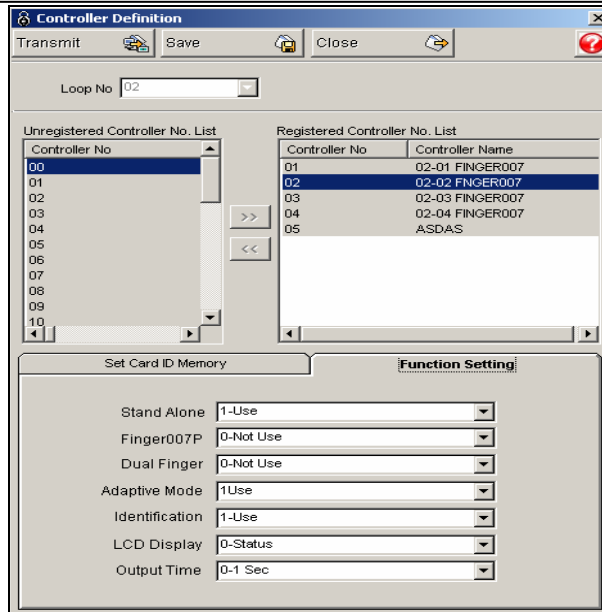 Controller Definition
Transmit Save Close
Loop No 02
Unregistered Controller No. List
Controller No
00
01
02
03
04
05
06
07
08
09
10
>>
<<
Registered Controller No. List
Controller No Controller Name
01 02-01 FINGER007
02 02-02 FNGER007
03 02-03 FINGER007
04 02-04 FINGER007
05 ASDAS
Set Card ID Memory Function Setting
Stand Alone 1-Use
Finger007P 0-Not Use
Dual Finger 0-Not Use
Adaptive Mode 1Use
Identification 1-Use
LCD Display 0-Status
Output Time 0-1 Sec